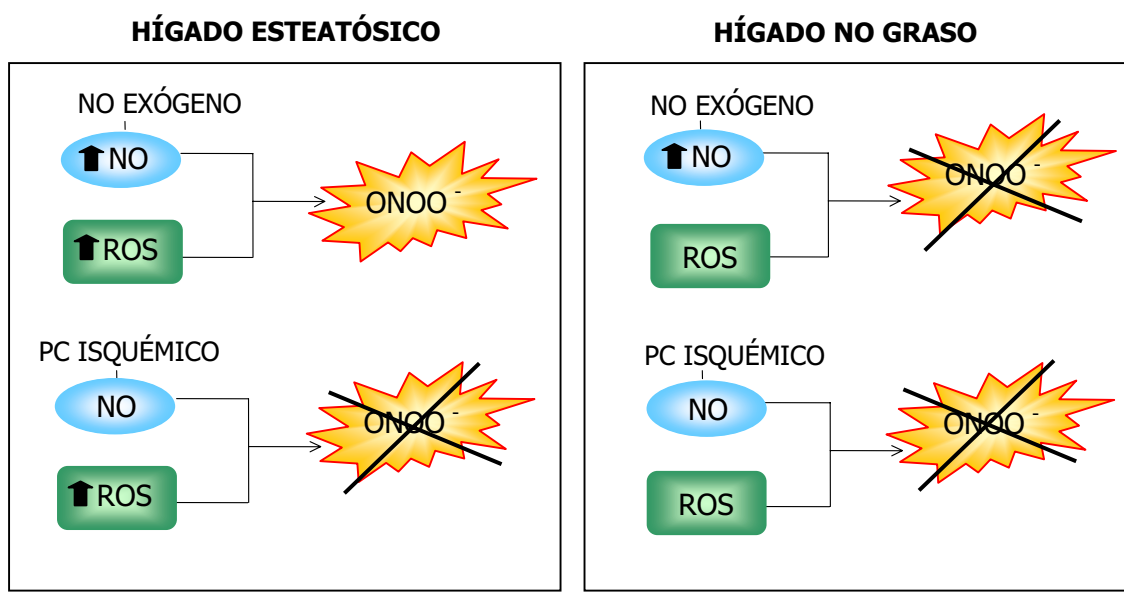 HÍGADO ESTEATÓSICO
NO EXÓGENO
NO
ONOO -
ROS
PC ISQUÉMICO
NO
ONOO -
ROS
HÍGADO NO GRASO
NO EXÓGENO
NO
ONOO -
ROS
PC ISQUÉMICO
NO
ONOO -
ROS